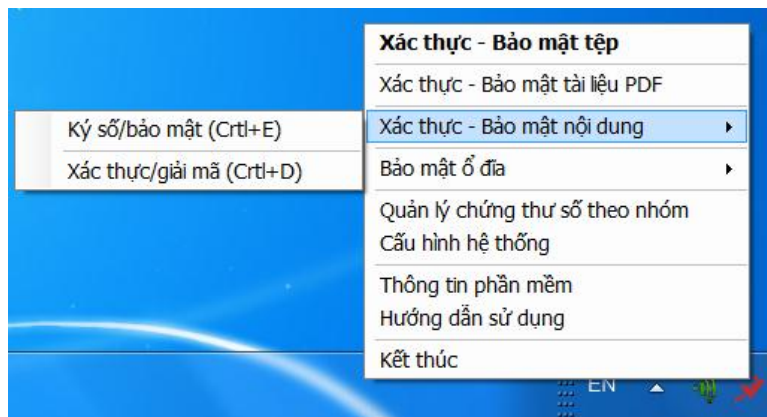 Xác thực - Bảo mật tệp
Xác thực - Bảo mật tài liệu PDF
Xác thực - Bảo mật nội dung
Ký số/bảo mật (Crtl+E)
Xác thực/giải mã (Crtl+D)
Bảo mật ổ đĩa
Quản lý chứng thư số theo nhóm
Cấu hình hệ thống
Thông tin phần mềm
Hướng dẫn sử dụng
Kết thúc
EN